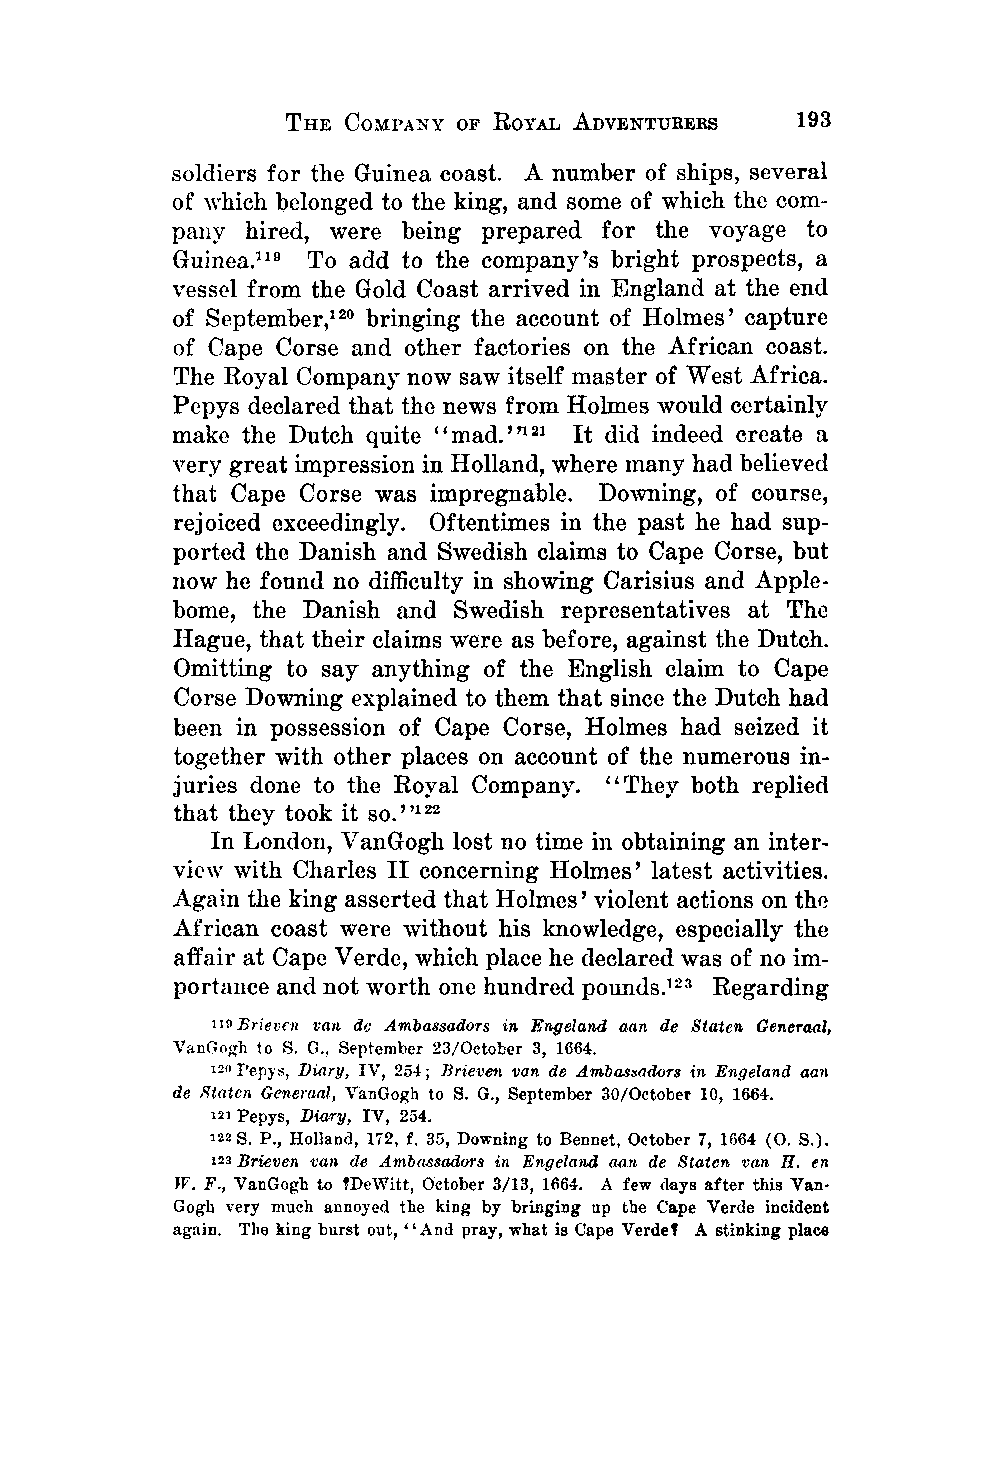 THE COMPANY OF ROYAL ADVENTURERS 193
soldiers for the Guinea coast. A number of ships, several
of which belonged to the king, and some of which the com-
pany hired, were being prepared for the voyage to
Guinea.¹¹⁹ To add to the company's bright prospects, a
vessel from the Gold Coast arrived in England at the end
of September,¹²⁰ bringing the account of Holmes' capture
of Cape Corse and other factories on the African coast.
The Royal Company now saw itself master of West Africa.
Pepys declared that the news from Holmes would certainly
make the Dutch quite "mad."¹²¹ It did indeed create a
very great impression in Holland, where many had believed
that Cape Corse was impregnable. Downing, of course,
rejoiced exceedingly. Oftentimes in the past he had sup-
ported the Danish and Swedish claims to Cape Corse, but
now he found no difficulty in showing Carisius and Apple-
bome, the Danish and Swedish representatives at The
Hague, that their claims were as before, against the Dutch.
Omitting to say anything of the English claim to Cape
Corse Downing explained to them that since the Dutch had
been in possession of Cape Corse, Holmes had seized it
together with other places on account of the numerous in-
juries done to the Royal Company. "They both replied
that they took it so."¹²²
In London, VanGogh lost no time in obtaining an inter-
view with Charles II concerning Holmes' latest activities.
Again the king asserted that Holmes' violent actions on the
African coast were without his knowledge, especially the
affair at Cape Verde, which place he declared was of no im-
portance and not worth one hundred pounds.¹²³ Regarding
¹¹⁹ Brieven van de Ambassadors in Engeland aan de Staten Generaal,
VanGogh to S. G., September 23/October 3, 1664.
¹²⁰ Pepys, Diary, IV, 254; Brieven van de Ambassadors in Engeland aan
de Staten Generaal, VanGogh to S. G., September 30/October 10, 1664.
¹²¹ Pepys, Diary, IV, 254.
¹²² S. P., Holland, 172, f. 35, Downing to Bennet, October 7, 1664 (O. S.).
¹²³ Brieven van de Ambassadors in Engeland aan de Staten van H. en
W. F., VanGogh to ?DeWitt, October 3/13, 1664. A few days after this Van-
Gogh very much annoyed the king by bringing up the Cape Verde incident
again. The king burst out, "And pray, what is Cape Verde? A stinking place